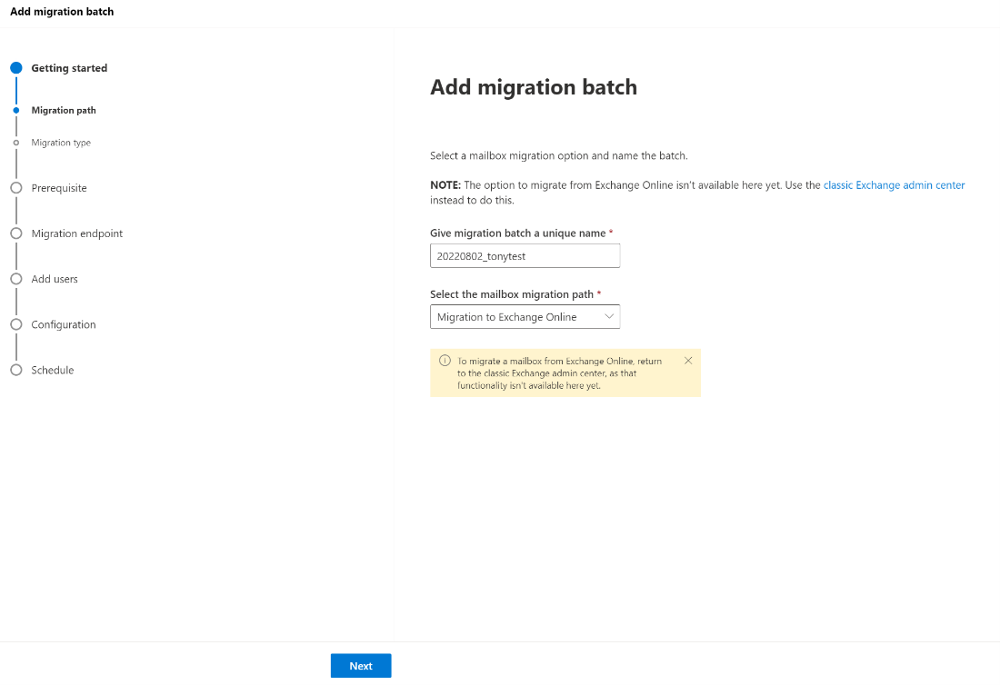 Add migration batch
Getting started
Migration path
Migration type
Prerequisite
Migration endpoint
Add users
Configuration
Schedule
Add migration batch
Select a mailbox migration option and name the batch.
NOTE: The option to migrate from Exchange Online isn't available here yet. Use the classic Exchange admin center
instead to do this.
Give migration batch a unique name *
20220802_tonytest
Select the mailbox migration path *
Migration to Exchange Online
To migrate a mailbox from Exchange Online, return
to the classic Exchange admin center, as that
functionality isn't available here yet.
Next